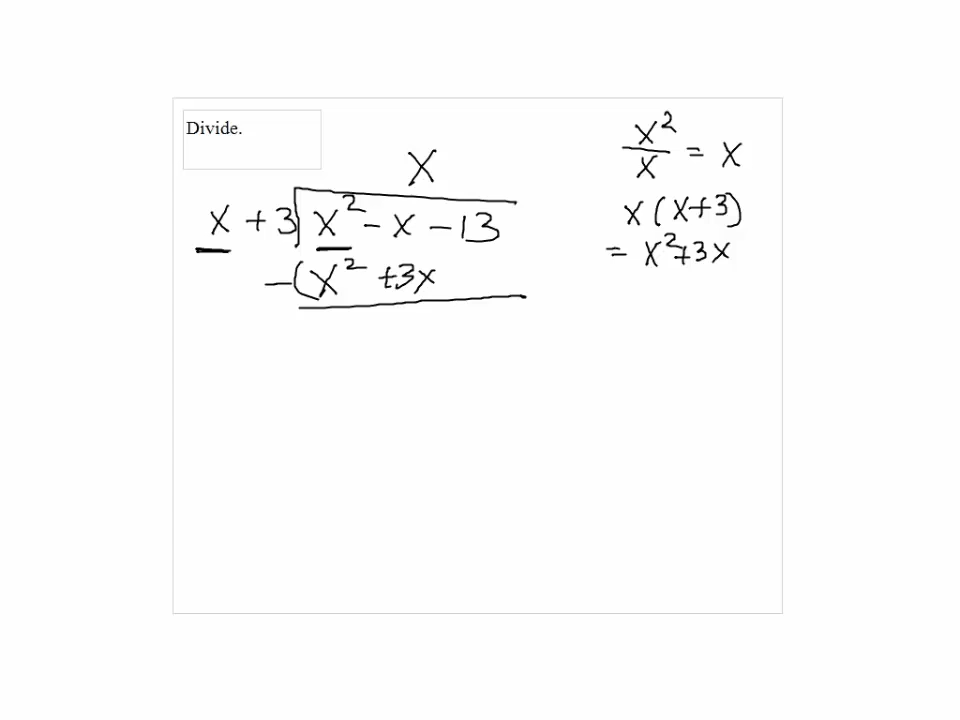 Divide.
x
x + 3 x² - x - 13
-(x² +3x
x²/x = x
x(x+3)
= x²+3x